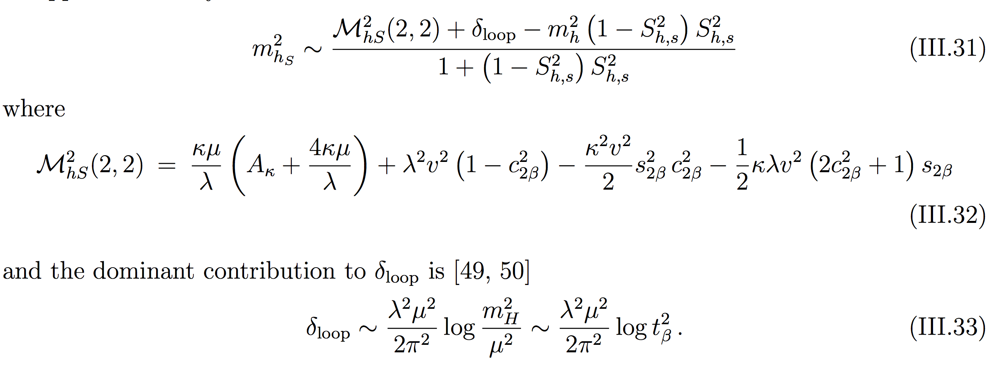 $$m_{h_S}^2 \sim \frac{\mathcal{M}_{hS}^2(2,2) + \delta_{\rm loop} - m_h^2 \left(1 - S_{h,s}^2\right) S_{h,s}^2}{1 + \left(1 - S_{h,s}^2\right) S_{h,s}^2}$$ (III.31)
where
$$\mathcal{M}_{hS}^2(2,2) = \frac{\kappa\mu}{\lambda} \left(A_\kappa + \frac{4\kappa\mu}{\lambda}\right) + \lambda^2 v^2 \left(1 - c_{2\beta}^2\right) - \frac{\kappa^2 v^2}{2} s_{2\beta}^2 c_{2\beta}^2 - \frac{1}{2} \kappa\lambda v^2 \left(2c_{2\beta}^2 + 1\right) s_{2\beta}$$
(III.32)
and the dominant contribution to $\delta_{\rm loop}$ is [49, 50]
$$\delta_{\rm loop} \sim \frac{\lambda^2\mu^2}{2\pi^2} \log \frac{m_H^2}{\mu^2} \sim \frac{\lambda^2\mu^2}{2\pi^2} \log t_\beta^2 .$$ (III.33)